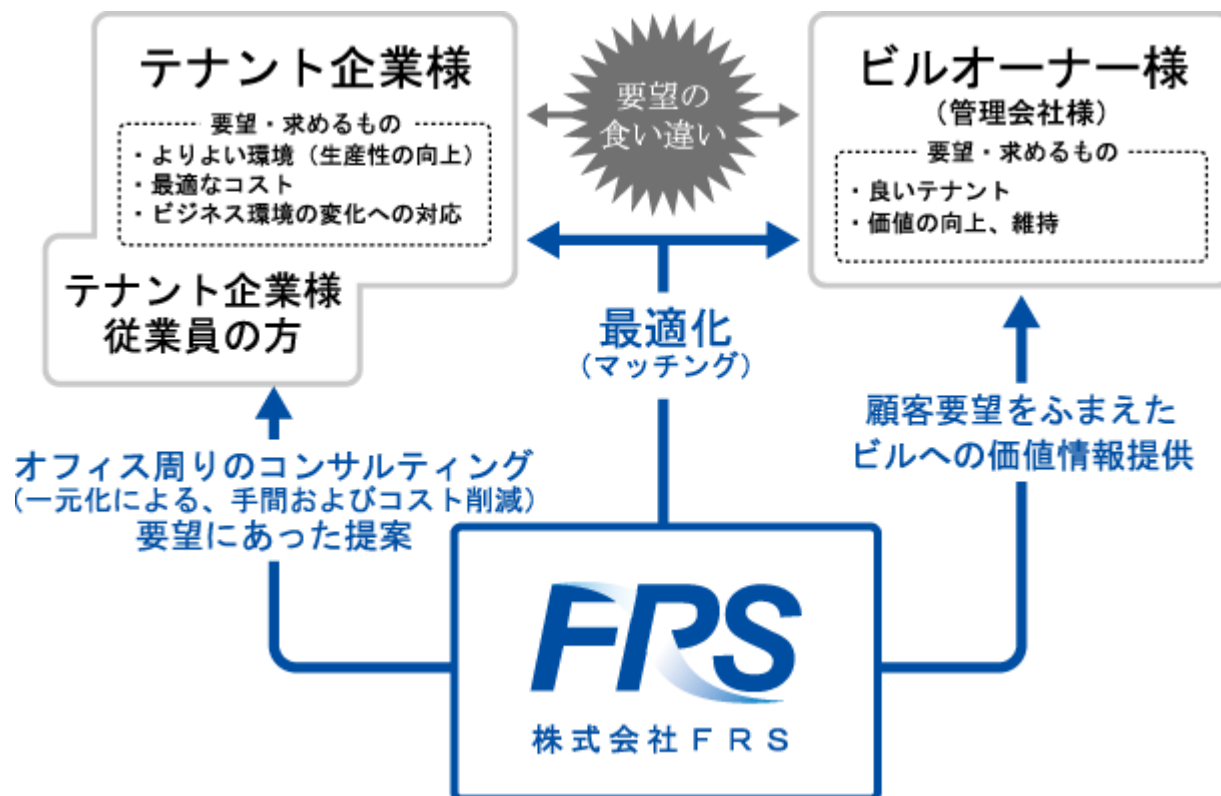 テナント企業様
要望・求めるもの
・よりよい環境（生産性の向上）
・最適なコスト
・ビジネス環境の変化への対応
テナント企業様
従業員の方
要望の
食い違い
ビルオーナー様
（管理会社様）
要望・求めるもの
・良いテナント
・価値の向上、維持
最適化
（マッチング）
オフィス周りのコンサルティング
（一元化による、手間およびコスト削減）
要望にあった提案
顧客要望をふまえた
ビルへの価値情報提供
FRS
株式会社ＦＲＳ